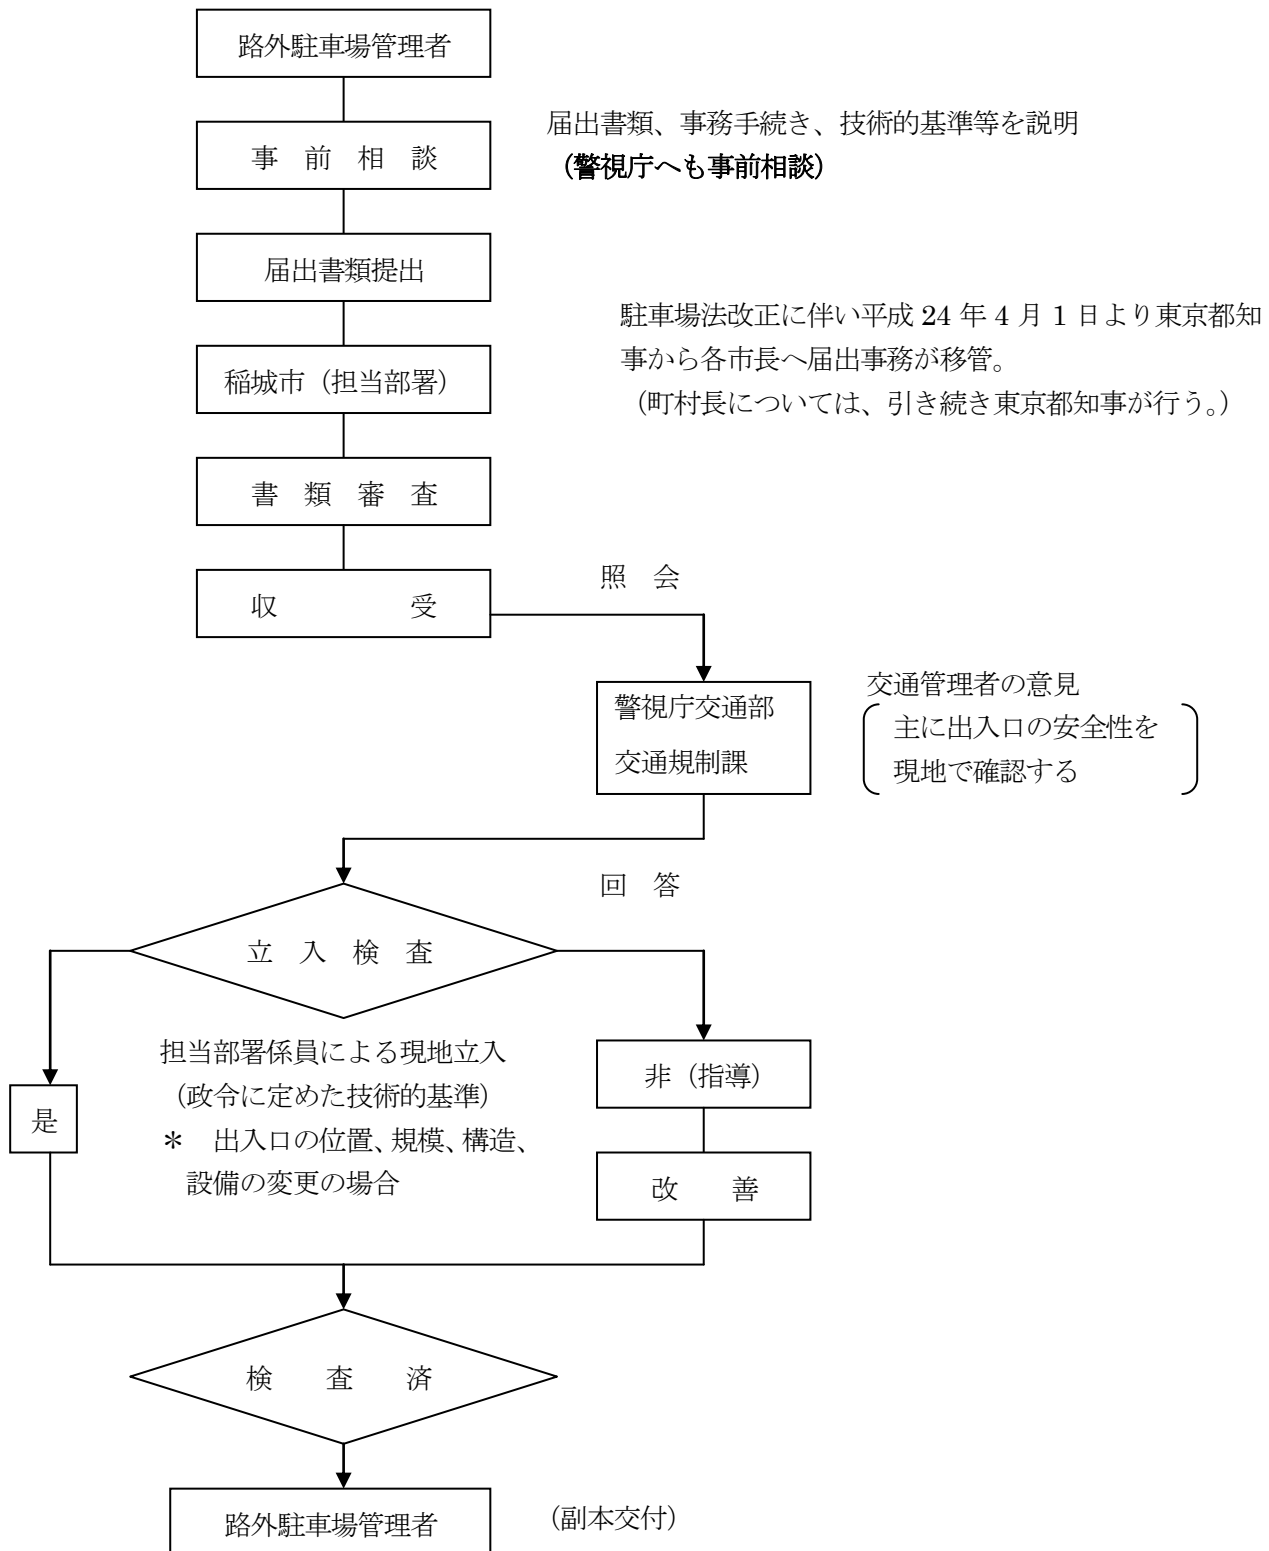 路外駐車場管理者
届出書類、事務手続き、技術的基準等を説明
事　前　相　談
（警視庁へも事前相談）
届出書類提出
駐車場法改正に伴い平成 24 年 4 月 1 日より東京都知
事から各市長へ届出事務が移管。
（町村長については、引き続き東京都知事が行う。）
稲城市（担当部署）
書　類　審　査
照　会
収　　　　　受
警視庁交通部
交通規制課
交通管理者の意見
主に出入口の安全性を
現地で確認する
回　答
立　入　検　査
担当部署係員による現地立入
（政令に定めた技術的基準）
＊　出入口の位置、規模、構造、
設備の変更の場合
是
非（指導）
改　　善
検　　査　　済
路外駐車場管理者
（副本交付）